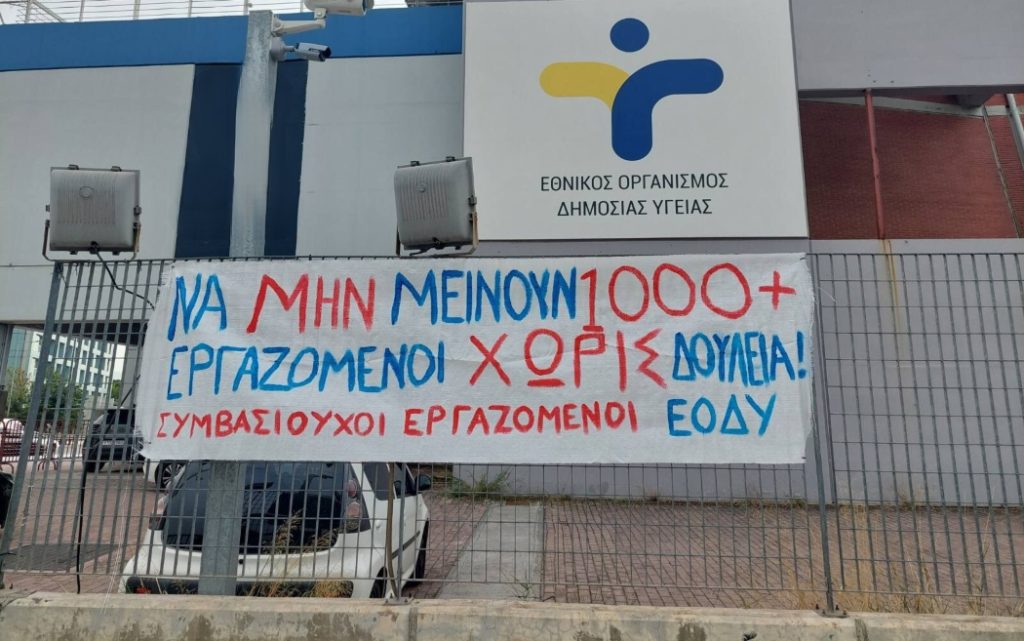 ΕΘΝΙΚΟΣ ΟΡΓΑΝΙΣΜΟΣ
ΔΗΜΟΣΙΑΣ ΥΓΕΙΑΣ
ΝΑ ΜΗΝ ΜΕΙΝΟΥΝ 1000+
ΕΡΓΑΖΟΜΕΝΟΙ ΧΩΡΙΣ ΔΟΥΛΕΙΑ!
ΣΥΜΒΑΣΙΟΥΧΟΙ ΕΡΓΑΖΟΜΕΝΟΙ ΕΟΔΥ